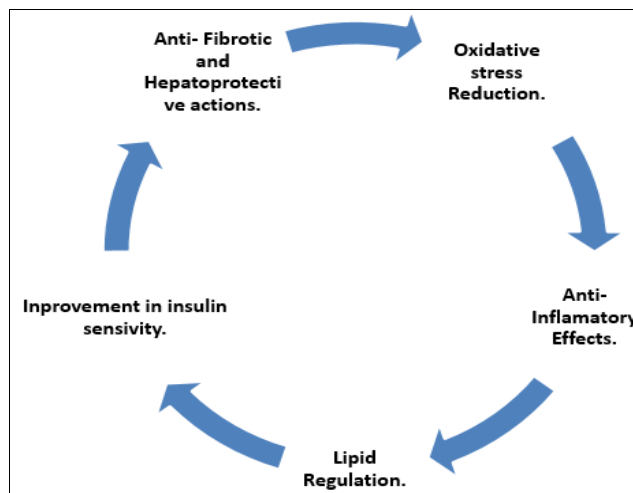 Anti- Fibrotic
and
Hepatoprotecti
ve actions.
Oxidative
stress
Reduction.
Anti-
Inflamatory
Effects.
Lipid
Regulation.
Inprovement in insulin
sensivity.